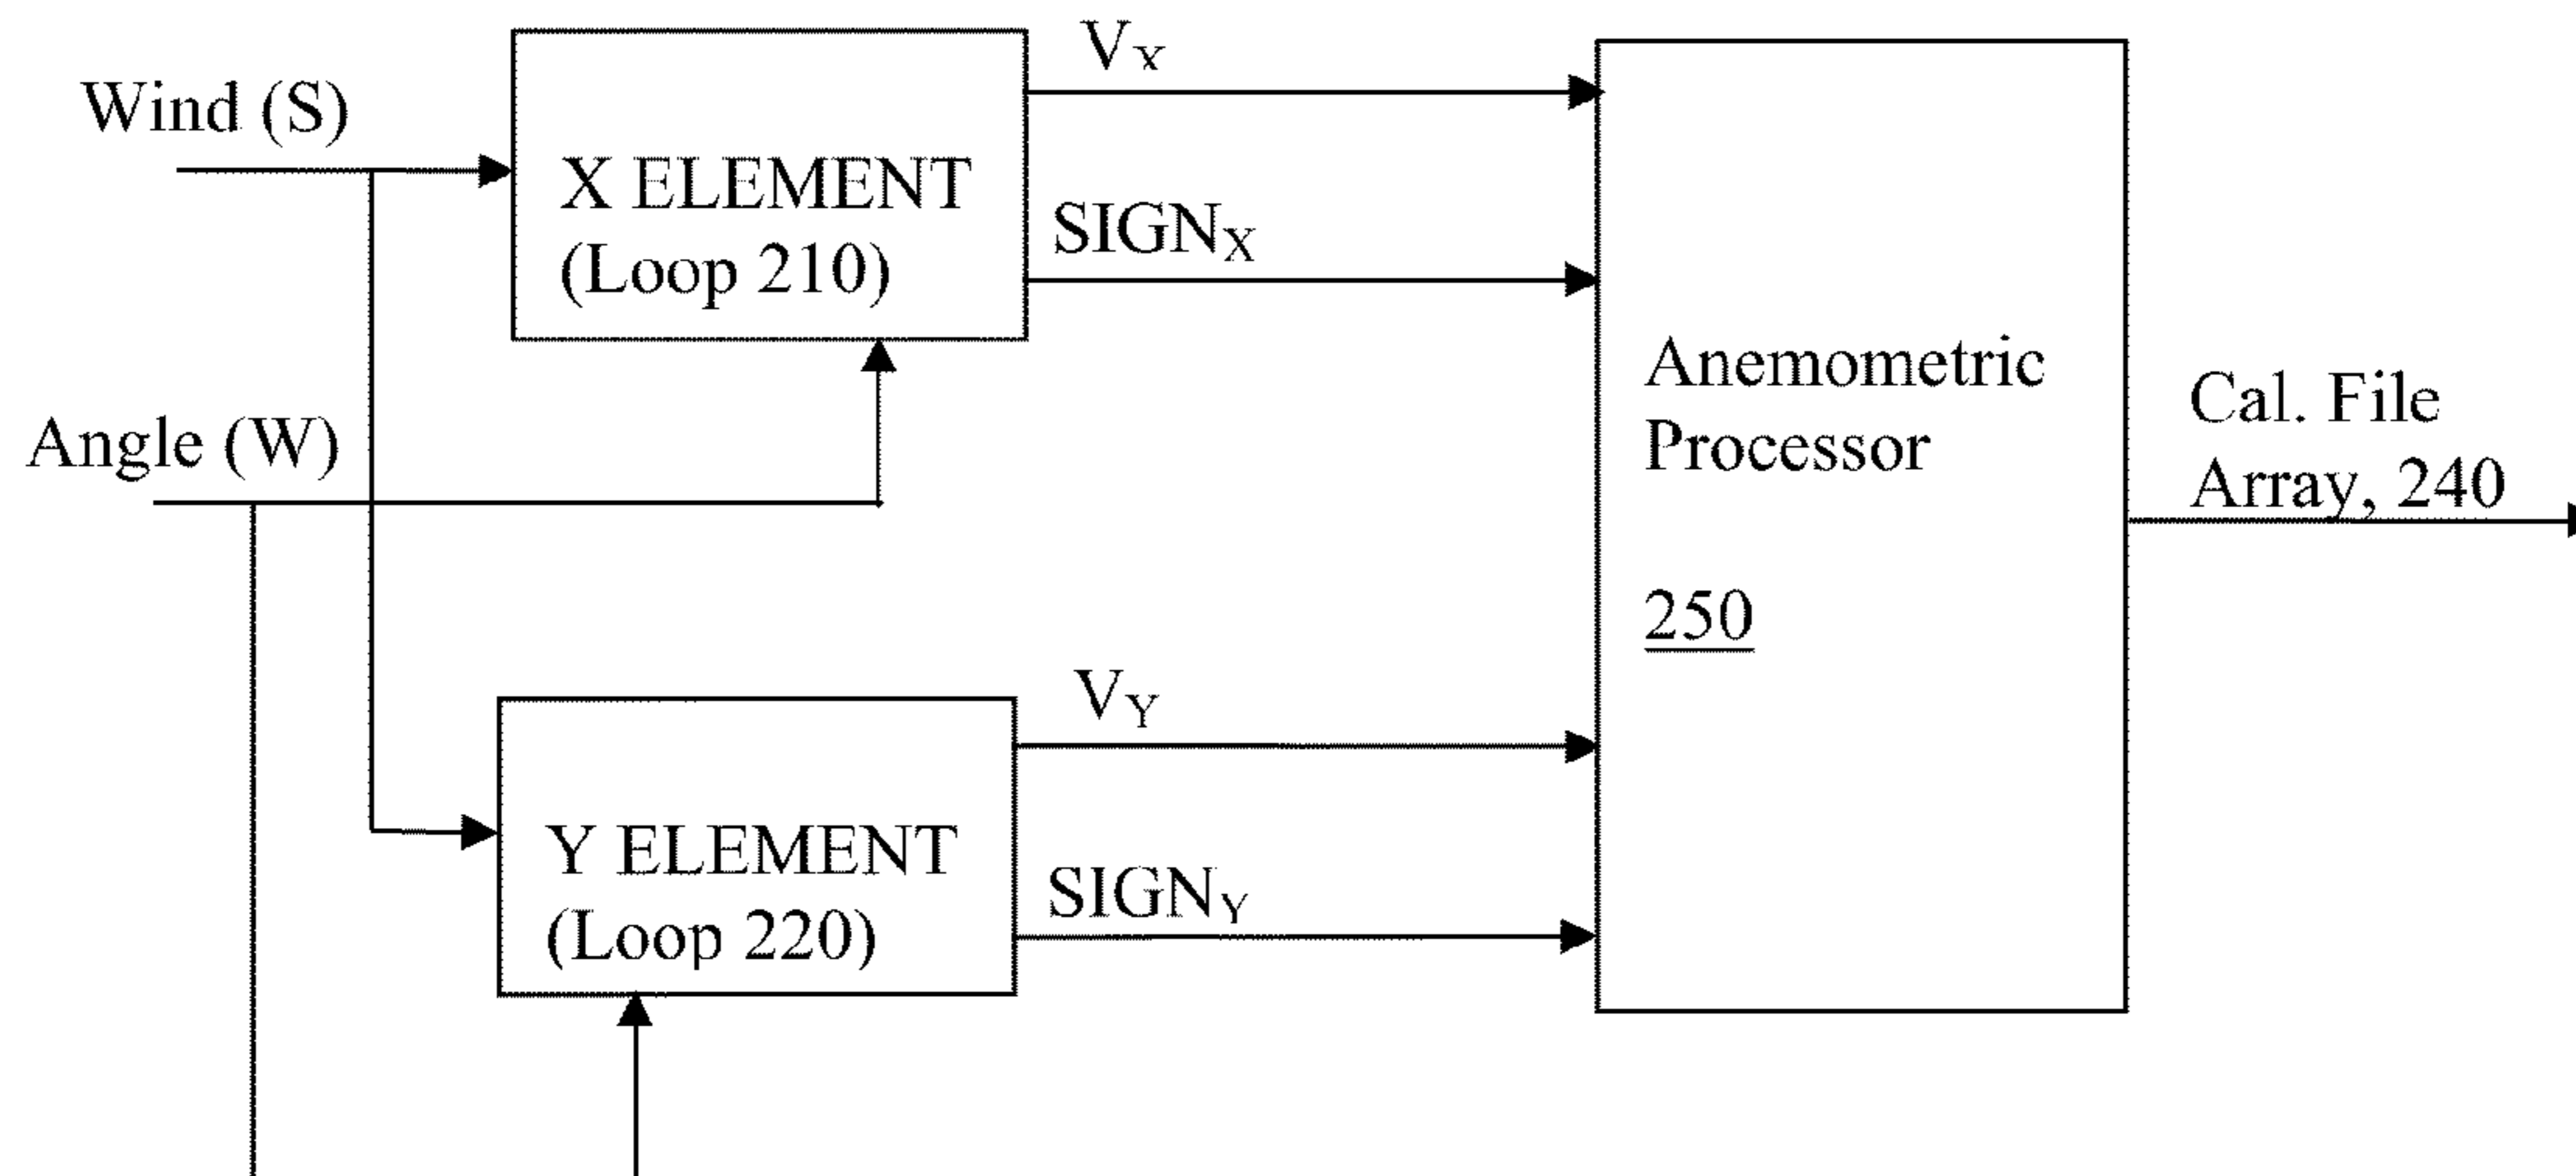 Wind (S)
Angle (W)
X ELEMENT
(Loop 210)
VX
SIGNX
Y ELEMENT
(Loop 220)
VY
SIGNY
Anemometric
Processor
250
Cal. File
Array, 240